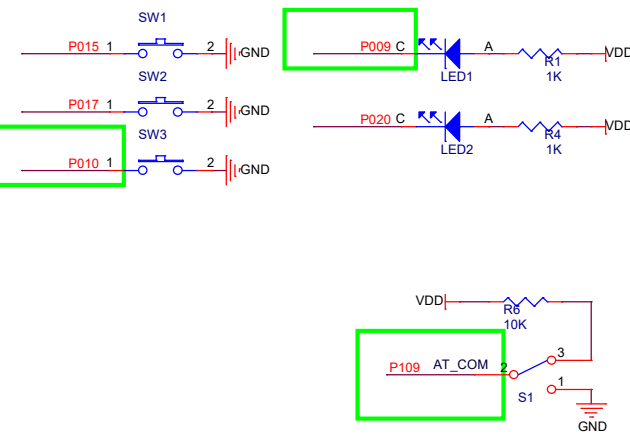 SW1
P015 1 2 GND
SW2
P017 1 2 GND
SW3
P010 1 2 GND
P009 C A VDD
R1
LED1 1K
P020 C A VDD
R4
LED2 1K
VDD
R6
10K
3
P109 AT_COM 2
1
S1
GND